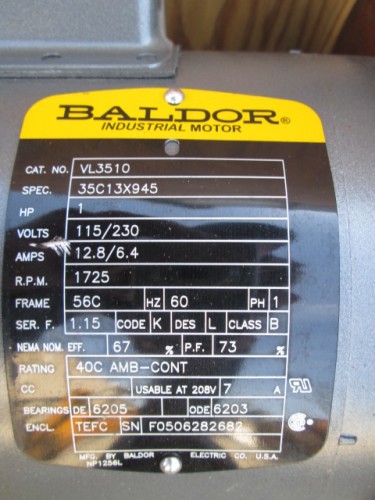 BALDOR®
INDUSTRIAL MOTOR
CAT. NO. VL3510
SPEC. 35C13X945
HP 1
VOLTS 115/230
AMPS 12.8/6.4
R.P.M. 1725
FRAME 56C HZ 60 PH 1
SER. F. 1.15 CODE K DES L CLASS B
NEMA NOM. EFF. 67 % P.F. 73 %
RATING 40C AMB-CONT
CC USABLE AT 208V 7 A
BEARINGS DE 6205 ODE 6203
ENCL. TEFC SN F0506282682
MFG. BY BALDOR ELECTRIC CO. U.S.A.
NP1256L